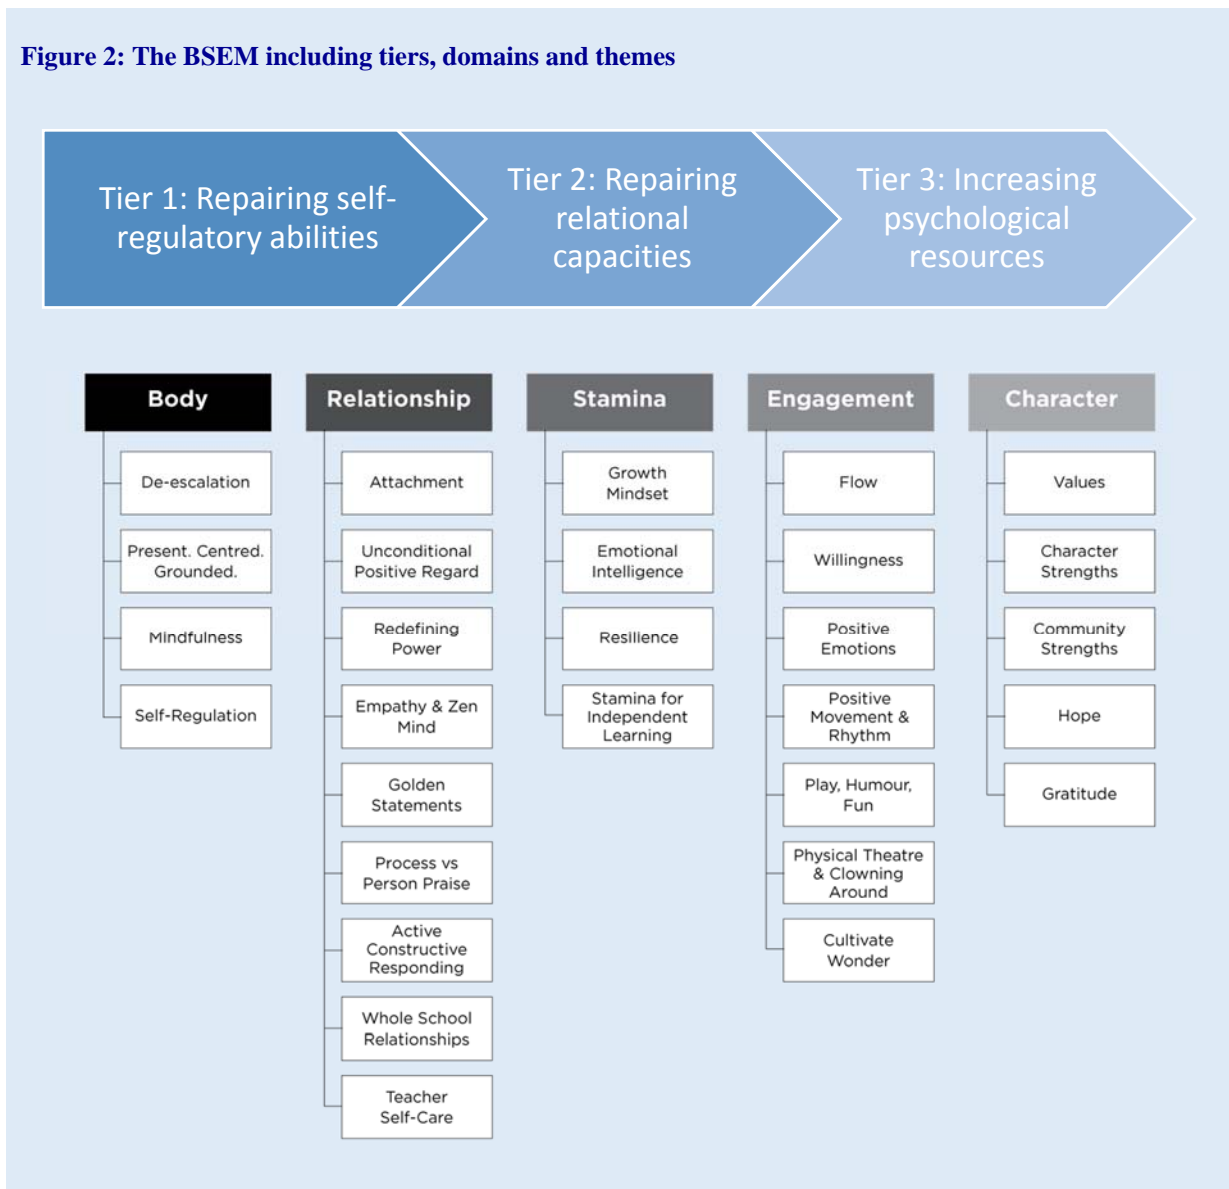 Figure 2: The BSEM including tiers, domains and themes
Tier 1: Repairing self-
regulatory abilities
Tier 2: Repairing
relational
capacities
Tier 3: Increasing
psychological
resources
Body
De-escalation
Present. Centred.
Grounded.
Mindfulness
Self-Regulation
Relationship
Attachment
Unconditional
Positive Regard
Redefining
Power
Empathy & Zen
Mind
Golden
Statements
Process vs
Person Praise
Active
Constructive
Responding
Whole School
Relationships
Teacher
Self-Care
Stamina
Growth
Mindset
Emotional
Intelligence
Resilience
Stamina for
Independent
Learning
Engagement
Flow
Willingness
Positive
Emotions
Positive
Movement &
Rhythm
Play, Humour,
Fun
Physical Theatre
& Clowning
Around
Cultivate
Wonder
Character
Values
Character
Strengths
Community
Strengths
Hope
Gratitude